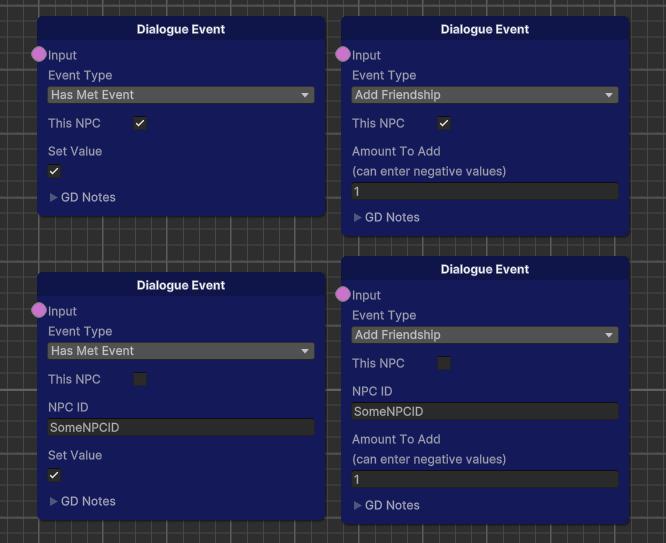 Dialogue Event
Input
Event Type
Has Met Event
This NPC
Set Value
GD Notes
Dialogue Event
Input
Event Type
Add Friendship
This NPC
Amount To Add
(can enter negative values)
1
GD Notes
Dialogue Event
Input
Event Type
Has Met Event
This NPC
NPC ID
SomeNPCID
Set Value
GD Notes
Dialogue Event
Input
Event Type
Add Friendship
This NPC
NPC ID
SomeNPCID
Amount To Add
(can enter negative values)
1
GD Notes